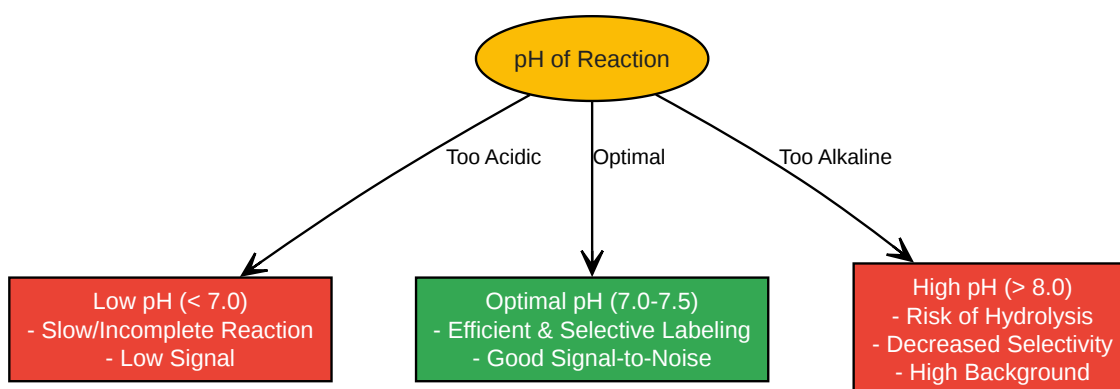 pH of Reaction
Too Acidic
Optimal
Too Alkaline
Low pH (< 7.0)
- Slow/Incomplete Reaction
- Low Signal
Optimal pH (7.0-7.5)
- Efficient & Selective Labeling
- Good Signal-to-Noise
High pH (> 8.0)
- Risk of Hydrolysis
- Decreased Selectivity
- High Background